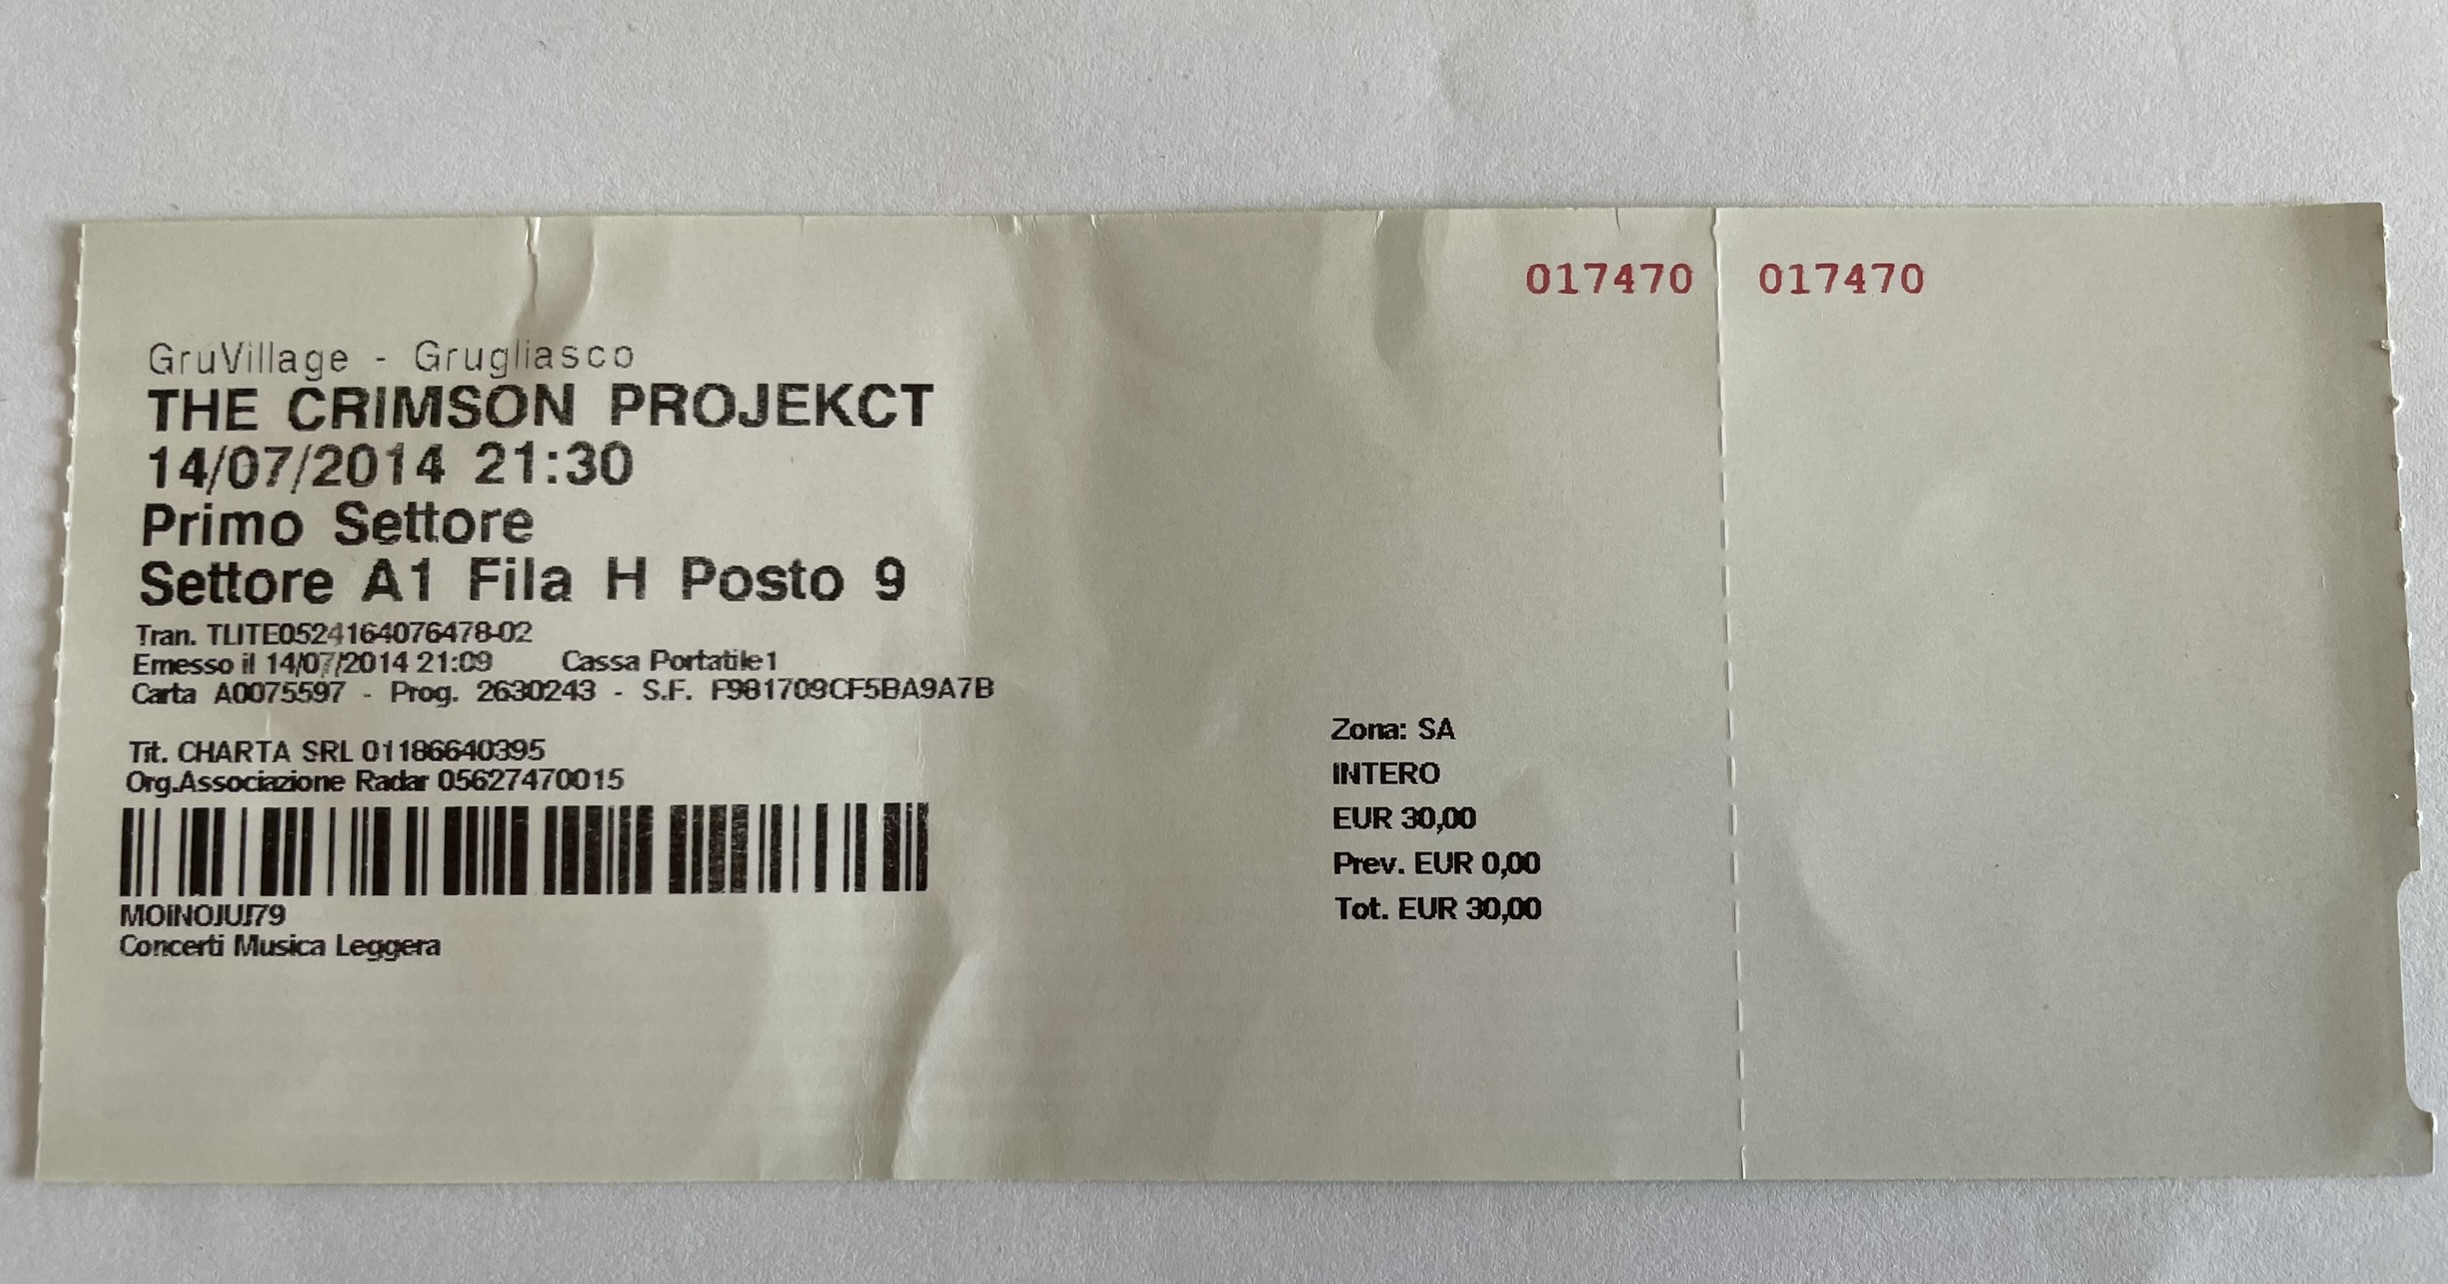 017470 017470
GruVillage - Grugliasco
THE CRIMSON PROJEKCT
14/07/2014 21:30
Primo Settore
Settore A1 Fila H Posto 9
Tran. TLITE0524164076478-02
Emesso il 14/07/2014 21:09 Cassa Portatile1
Carta A0075597 - Prog. 2630243 - S.F. F981709CF5BA9A7B
Tit. CHARTA SRL 01186640395
Org.Associazione Radar 05627470015
Concerti Musica Leggera
Zona: SA
INTERO
EUR 30,00
Prev. EUR 0,00
Tot. EUR 30,00